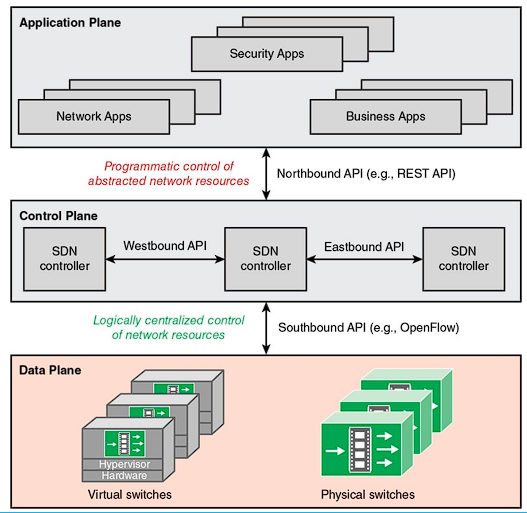 Application Plane
Security Apps
Network Apps
Business Apps
Programmatic control of
abstracted network resources
Northbound API (e.g., REST API)
Control Plane
SDN
controller
Westbound API
SDN
controller
Eastbound API
SDN
controller
Logically centralized control
of network resources
Southbound API (e.g., OpenFlow)
Data Plane
Hypervisor
Hardware
Virtual switches
Physical switches